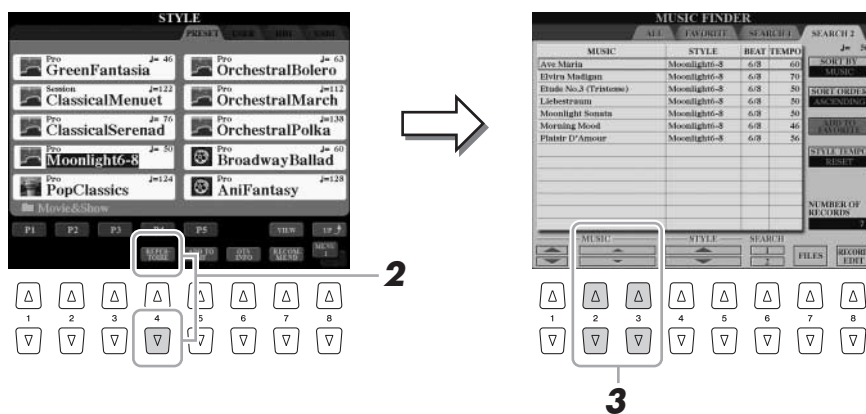 STYLE
PRESET USER
Pro ♩= 46
GreenFantasia
Pro ♩= 63
OrchestralBolero
Session ♩=122
ClassicalMenuet
Pro ♩=112
OrchestralMarch
Pro ♩= 76
ClassicalSerenad
Pro ♩=138
OrchestralPolka
Pro ♩= 50
Moonlight6-8
Pro ♩= 60
BroadwayBallad
Pro ♩=124
PopClassics
Pro ♩=128
AniFantasy
Movie&Show
P1 P2 P3 P4 P5 VIEW UP
REPER-
TOIRE
OTS
INFO
RECOM-
MEND
MENU
1
2
1 2 3 4 5 6 7 8
MUSIC FINDER
ALL FAVORITE SEARCH 1 SEARCH 2
MUSIC STYLE BEAT TEMPO
Ave Maria Moonlight6-8 6/8 60
Elvira Madigan Moonlight6-8 6/8 70
Etude No.3 (Tristesse) Moonlight6-8 6/8 50
Liebestraum Moonlight6-8 6/8 50
Moonlight Sonata Moonlight6-8 6/8 50
Morning Mood Moonlight6-8 6/8 46
Plaisir D'Amour Moonlight6-8 6/8 56
SORT BY
MUSIC
SORT ORDER
ASCENDING
ADD TO
FAVORITE
STYLE TEMPO
RESET
NUMBER OF
RECORDS
7
MUSIC STYLE SEARCH
1
2
FILES
RECORD
EDIT
1 2 3 4 5 6 7 8
3